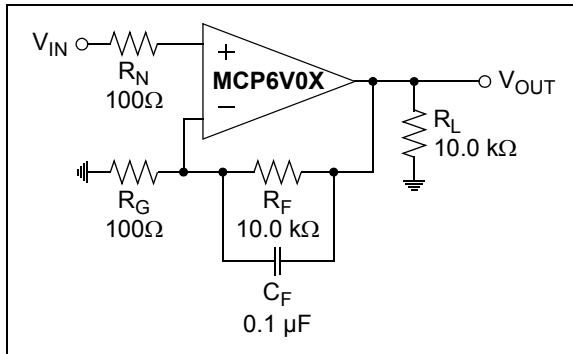 V_IN
R_N
100Ω
+
MCP6V0X
−
V_OUT
R_L
10.0 kΩ
R_G
100Ω
R_F
10.0 kΩ
C_F
0.1 µF